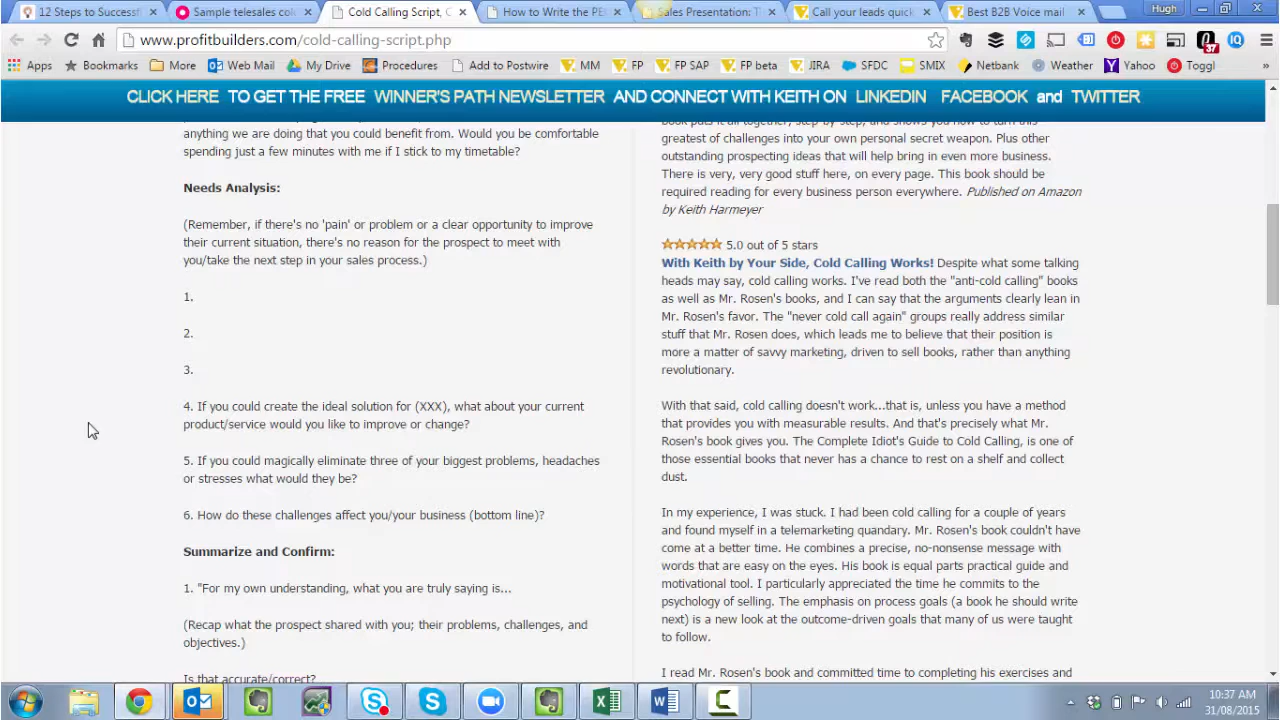 12 Steps to Successf
Sample telesales col
Cold Calling Script, C
How to Write the PE
Sales Presentation: T
Call your leads quick
Best B2B Voice mail
Hugh
www.profitbuilders.com/cold-calling-script.php
37
Apps
Bookmarks
More
Web Mail
My Drive
Procedures
Add to Postwire
MM
FP
FP SAP
FP beta
JIRA
SFDC
SMIX
Netbank
Weather
Yahoo
Toggl
»
CLICK HERE TO GET THE FREE WINNER'S PATH NEWSLETTER AND CONNECT WITH KEITH ON LINKEDIN FACEBOOK and TWITTER
anything we are doing that you could benefit from. Would you be comfortable
spending just a few minutes with me if I stick to my timetable?
Needs Analysis:
(Remember, if there's no 'pain' or problem or a clear opportunity to improve
their current situation, there's no reason for the prospect to meet with
you/take the next step in your sales process.)
1.
2.
3.
4. If you could create the ideal solution for (XXX), what about your current
product/service would you like to improve or change?
5. If you could magically eliminate three of your biggest problems, headaches
or stresses what would they be?
6. How do these challenges affect you/your business (bottom line)?
Summarize and Confirm:
1. "For my own understanding, what you are truly saying is...
(Recap what the prospect shared with you; their problems, challenges, and
objectives.)
Is that accurate/correct?
book puts it all together, step-by-step, and shows you how to turn this
greatest of challenges into your own personal secret weapon. Plus other
outstanding prospecting ideas that will help bring in even more business.
There is very, very good stuff here, on every page. This book should be
required reading for every business person everywhere. Published on Amazon
by Keith Harmeyer
5.0 out of 5 stars
With Keith by Your Side, Cold Calling Works! Despite what some talking
heads may say, cold calling works. I've read both the "anti-cold calling" books
as well as Mr. Rosen's books, and I can say that the arguments clearly lean in
Mr. Rosen's favor. The "never cold call again" groups really address similar
stuff that Mr. Rosen does, which leads me to believe that their position is
more a matter of savvy marketing, driven to sell books, rather than anything
revolutionary.
With that said, cold calling doesn't work...that is, unless you have a method
that provides you with measurable results. And that's precisely what Mr.
Rosen's book gives you. The Complete Idiot's Guide to Cold Calling, is one of
those essential books that never has a chance to rest on a shelf and collect
dust.
In my experience, I was stuck. I had been cold calling for a couple of years
and found myself in a telemarketing quandary. Mr. Rosen's book couldn't have
come at a better time. He combines a precise, no-nonsense message with
words that are easy on the eyes. His book is equal parts practical guide and
motivational tool. I particularly appreciated the time he commits to the
psychology of selling. The emphasis on process goals (a book he should write
next) is a new look at the outcome-driven goals that many of us were taught
to follow.
I read Mr. Rosen's book and committed time to completing his exercises and
10:37 AM
31/08/2015